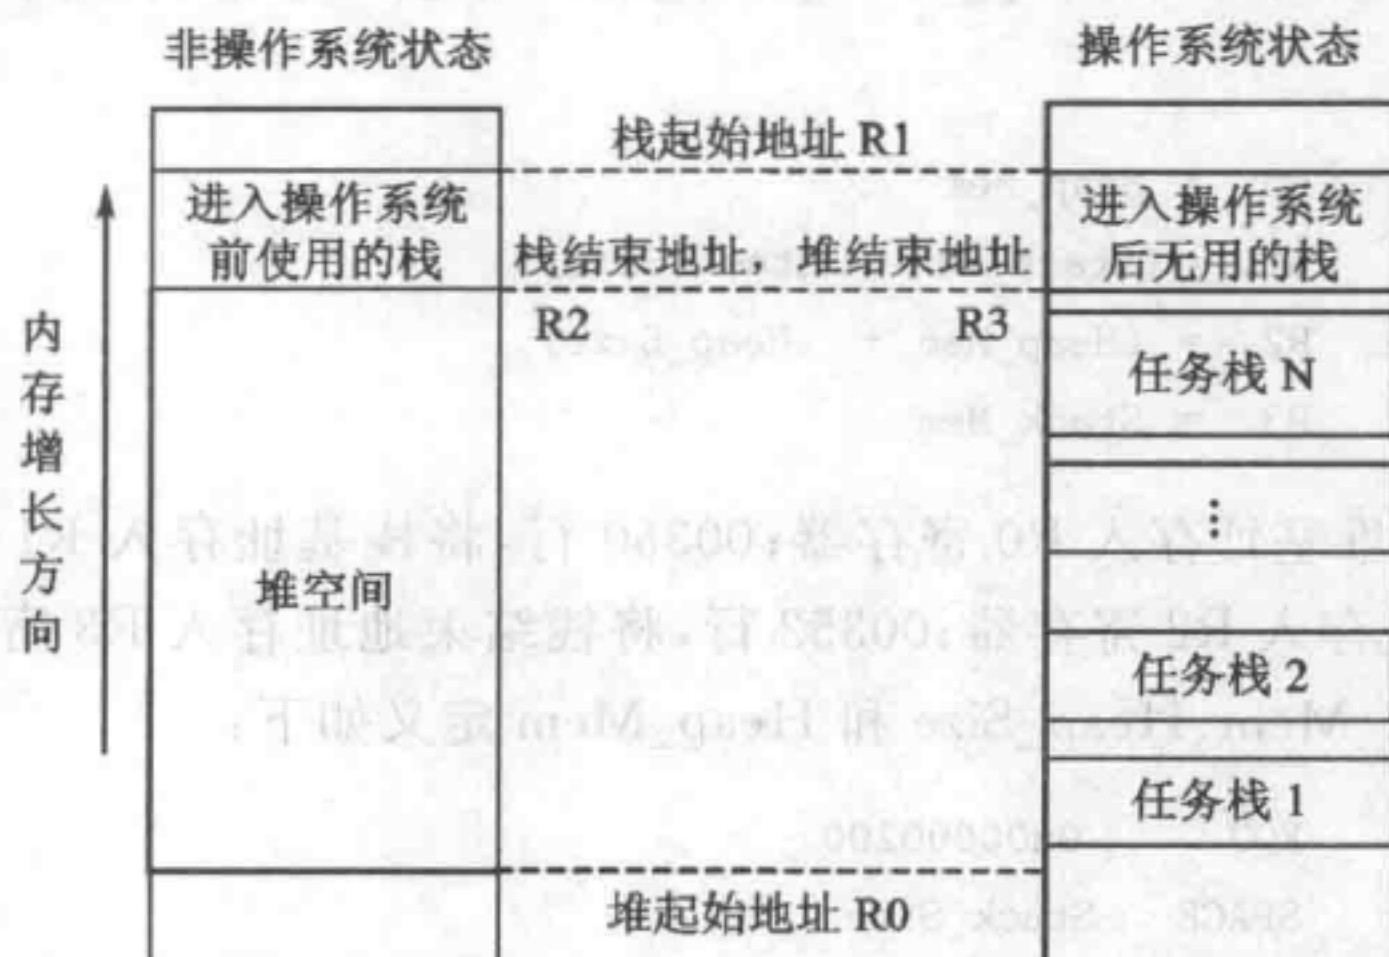 非操作系统状态
操作系统状态
栈起始地址 R1
进入操作系统
前使用的栈
栈结束地址，堆结束地址
进入操作系统
后无用的栈
R2
R3
内存增长方向
任务栈 N
⋮
堆空间
任务栈 2
任务栈 1
堆起始地址 R0